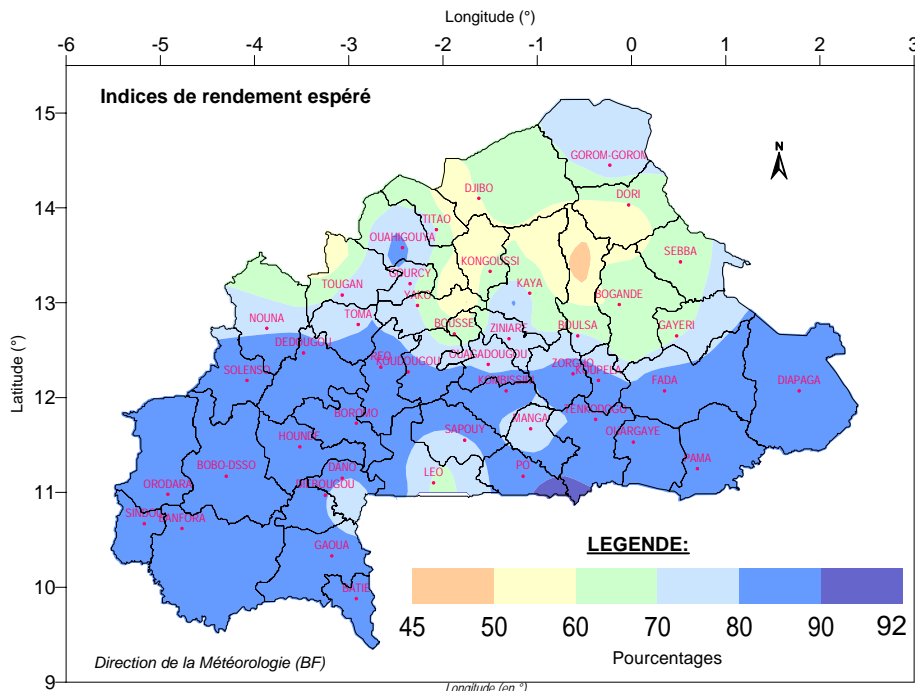 Longitude (°)
-6 -5 -4 -3 -2 -1 0 1 2 3
Indices de rendement espéré
N
15
14
13
12
11
10
9
Latitude (°)
GOROM-GOROM
DJIBO
DORI
TITAO
OUAHIGOUYA
SEBBA
KONGOUSSI
GOURCY
TOUGAN
KAYA
BOGANDE
YAKO
NOUNA
TOMA
BOUSSE
ZINIARE
BOULSA
GAYERI
DEDOUGOU
REO
KOUDOUGOU
OUAGADOUGOU
ZORGHO
KOUPELA
SOLENSO
KOMBISSIRI
FADA
DIAPAGA
BOROMO
MANGA
TENKODOGO
HOUNDE
SAPOUY
OUARGAYE
BOBO-DSSO
DANO
LEO
PO
PAMA
ORODARA
DIEBOUGOU
SINDOU
BANFORA
GAOUA
BATIE
LEGENDE:
45 50 60 70 80 90 92
Pourcentages
Direction de la Météorologie (BF)
Longitude (en °)